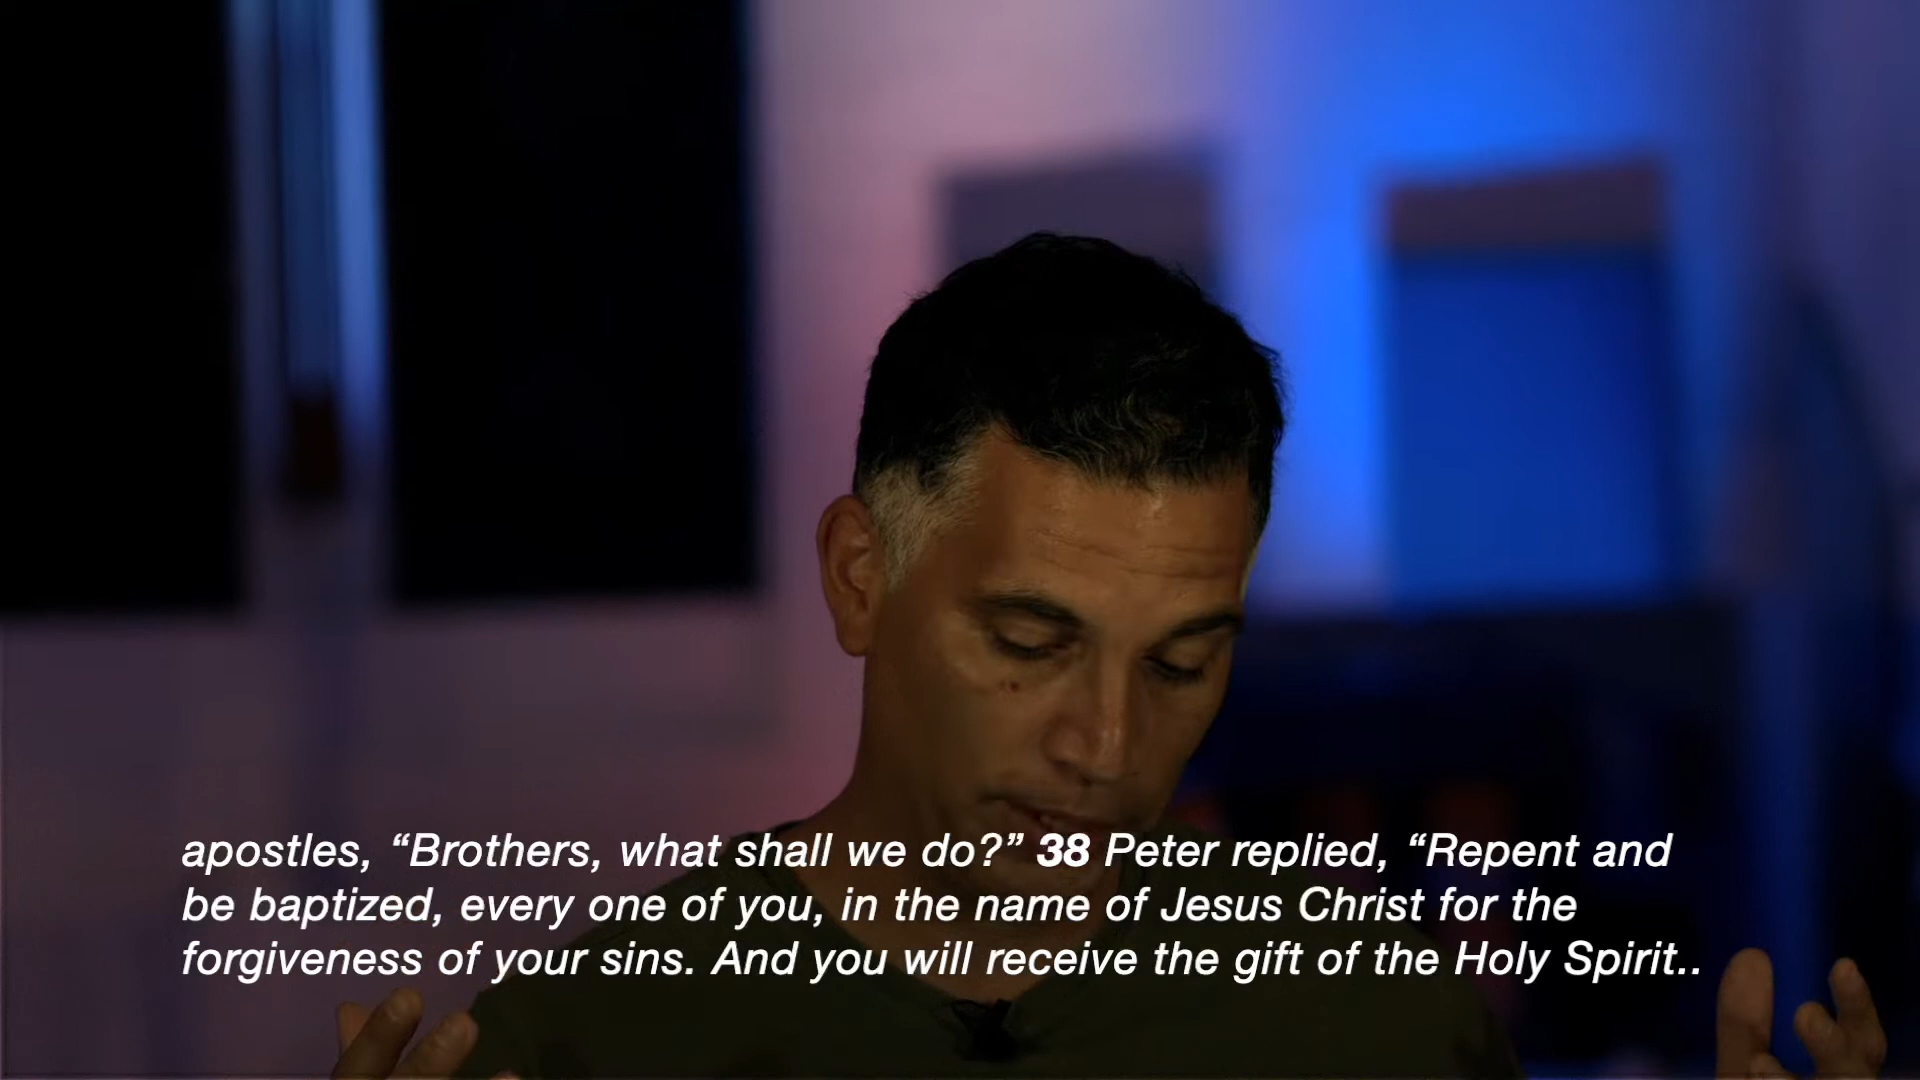 apostles, “Brothers, what shall we do?” 38 Peter replied, “Repent and
be baptized, every one of you, in the name of Jesus Christ for the
forgiveness of your sins. And you will receive the gift of the Holy Spirit..